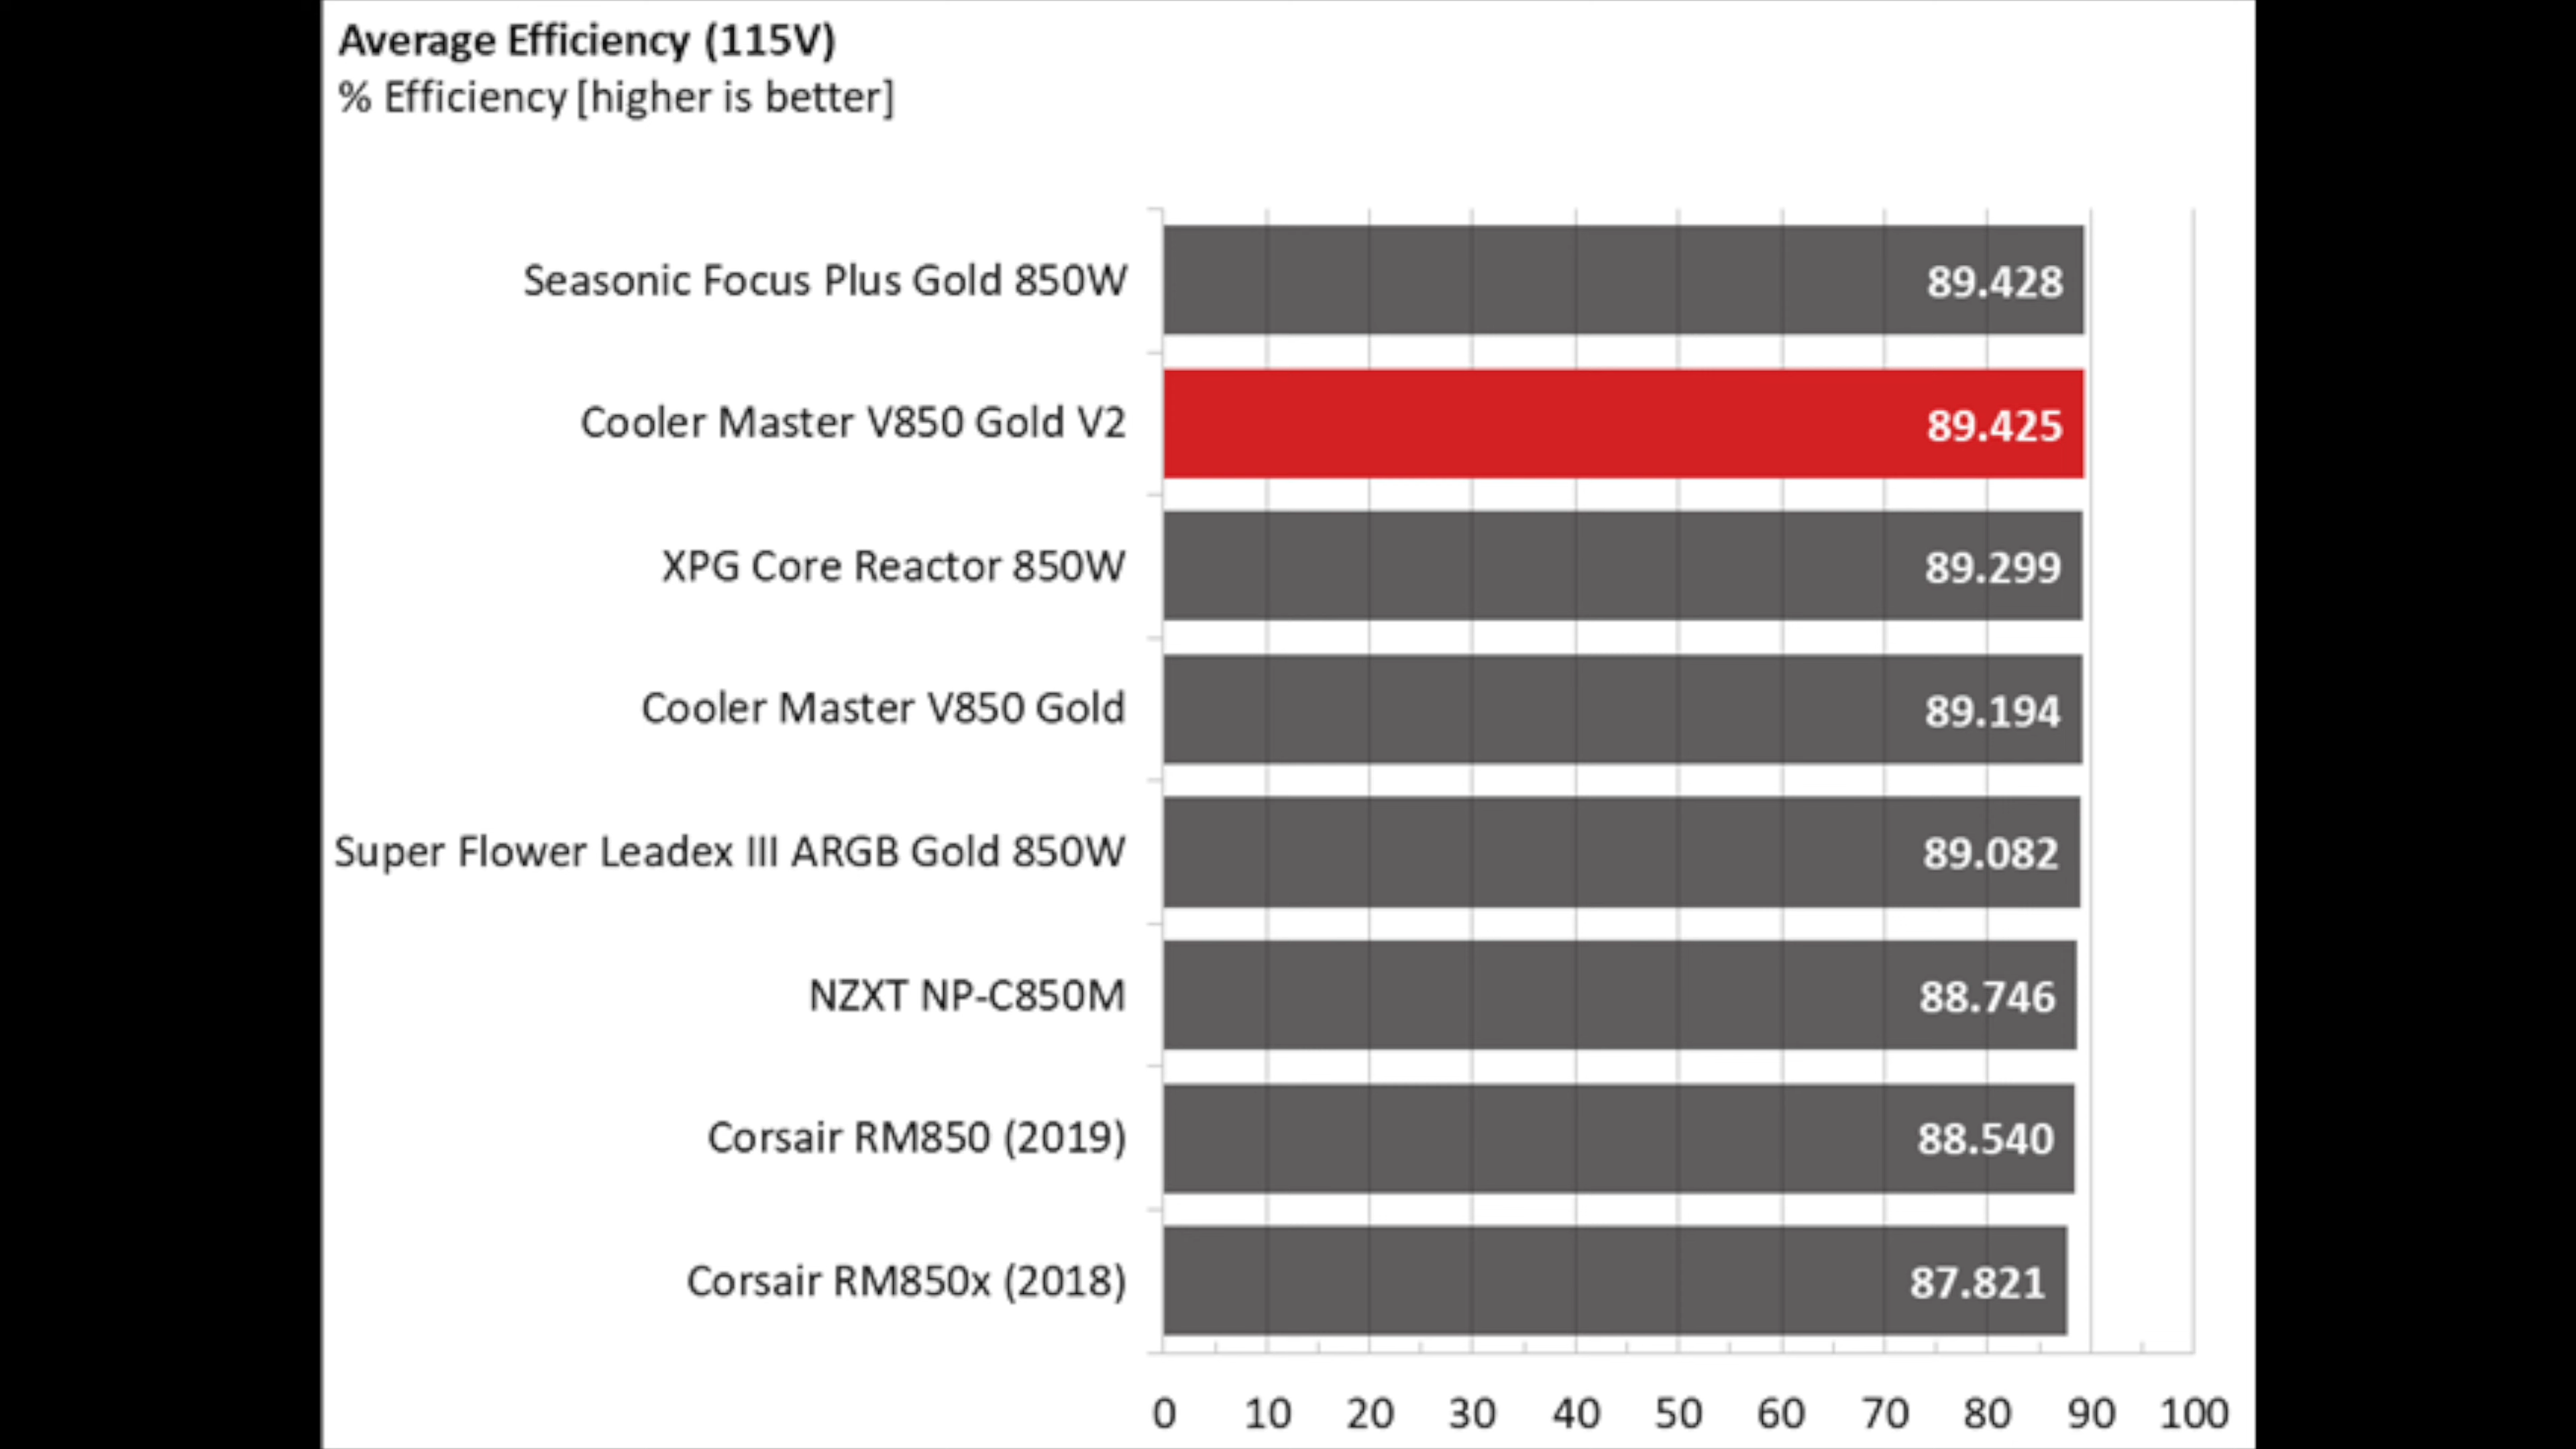 Average Efficiency (115V)
% Efficiency [higher is better]
Seasonic Focus Plus Gold 850W 89.428
Cooler Master V850 Gold V2 89.425
XPG Core Reactor 850W 89.299
Cooler Master V850 Gold 89.194
Super Flower Leadex III ARGB Gold 850W 89.082
NZXT NP-C850M 88.746
Corsair RM850 (2019) 88.540
Corsair RM850x (2018) 87.821
0 10 20 30 40 50 60 70 80 90 100